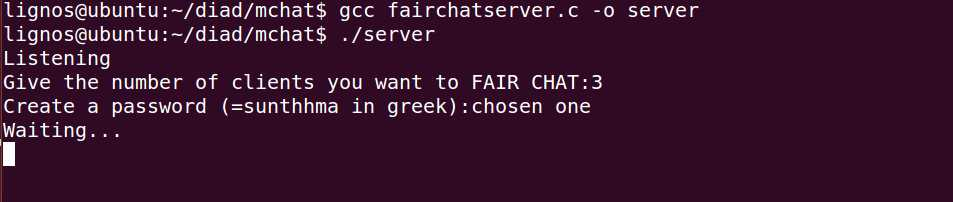 lignos@ubuntu:~/diad/mchat$ gcc fairchatserver.c -o server
lignos@ubuntu:~/diad/mchat$ ./server
Listening
Give the number of clients you want to FAIR CHAT:3
Create a password (=sunthhma in greek):chosen one
Waiting...